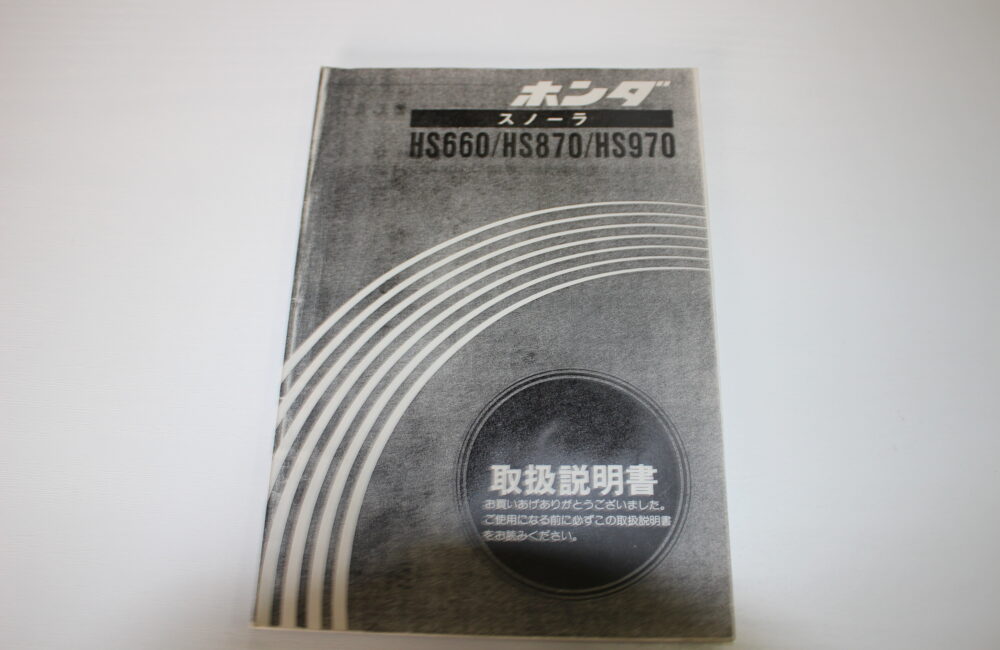 ホンダ
スノーラ
HS660/HS870/HS970
取扱説明書
お買いあげありがとうございました。
ご使用になる前に必ずこの取扱説明書
をお読みください。